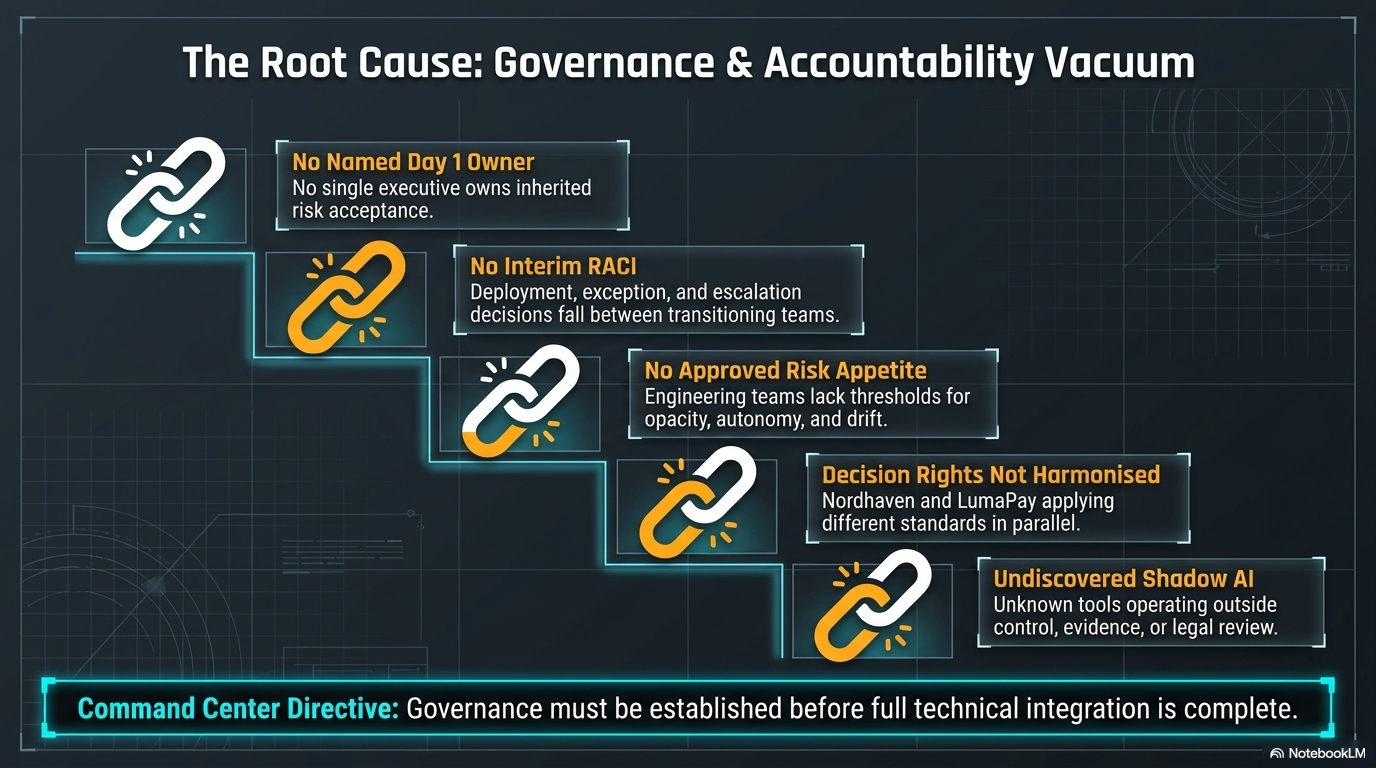 The Root Cause: Governance & Accountability Vacuum
No Named Day 1 Owner
No single executive owns inherited
risk acceptance.
No Interim RACI
Deployment, exception, and escalation
decisions fall between transitioning teams.
No Approved Risk Appetite
Engineering teams lack thresholds for
opacity, autonomy, and drift.
Decision Rights Not Harmonised
Nordhaven and LumaPay applying
different standards in parallel.
Undiscovered Shadow AI
Unknown tools operating outside
control, evidence, or legal review.
Command Center Directive: Governance must be established before full technical integration is complete.
NotebookLM